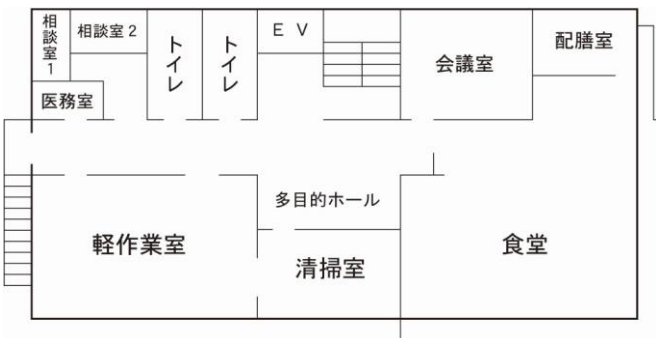 相談室1
相談室2
トイレ
トイレ
EV
会議室
配膳室
医務室
多目的ホール
軽作業室
清掃室
食堂